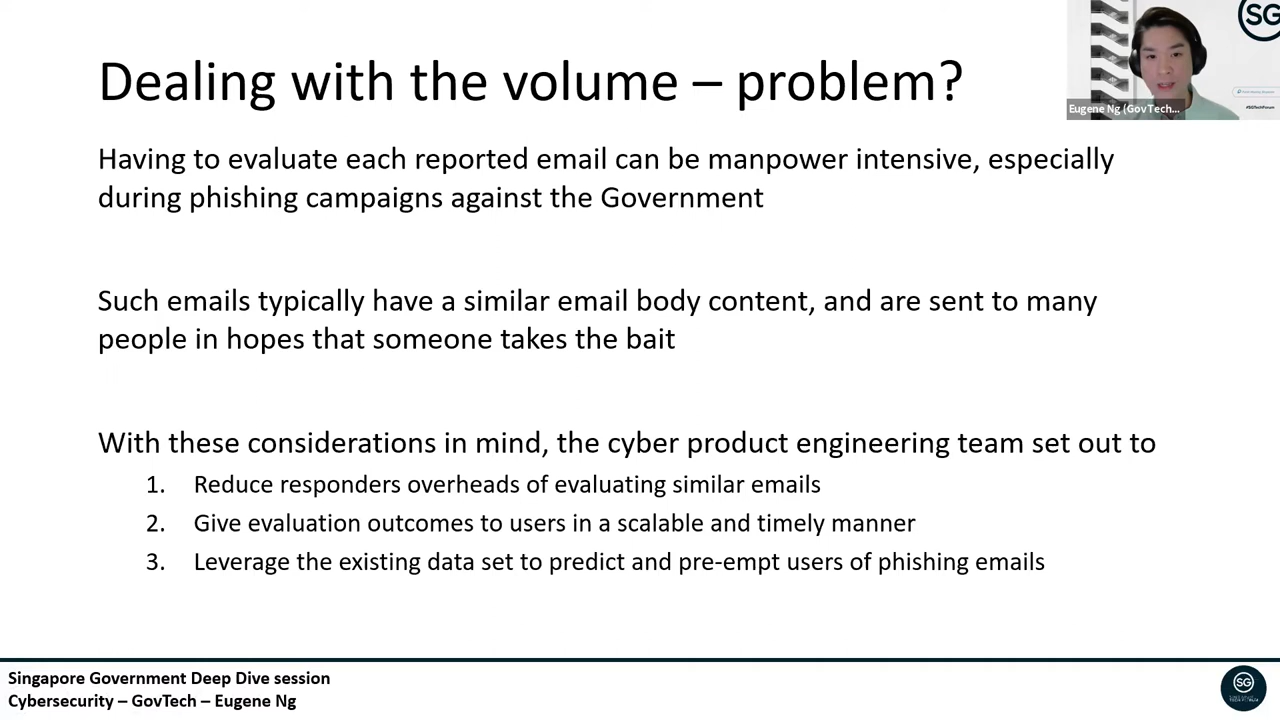 Dealing with the volume – problem?
Having to evaluate each reported email can be manpower intensive, especially
during phishing campaigns against the Government
Such emails typically have a similar email body content, and are sent to many
people in hopes that someone takes the bait
With these considerations in mind, the cyber product engineering team set out to
1. Reduce responders overheads of evaluating similar emails
2. Give evaluation outcomes to users in a scalable and timely manner
3. Leverage the existing data set to predict and pre-empt users of phishing emails
SG
#SGTechForum
Eugene Ng (GovTech...
Singapore Government Deep Dive session
Cybersecurity – GovTech – Eugene Ng
SG